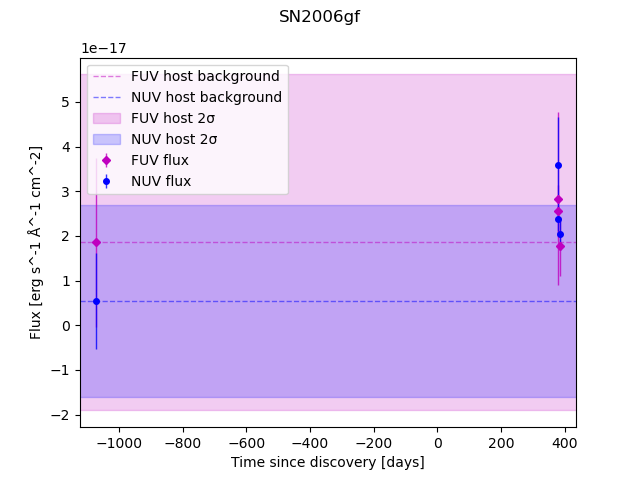 SN2006gf
1e−17
FUV host background
NUV host background
FUV host 2σ
NUV host 2σ
FUV flux
NUV flux
5
4
3
2
1
0
−1
−2
Flux [erg s^-1 Å^-1 cm^-2]
−1000 −800 −600 −400 −200 0 200 400
Time since discovery [days]